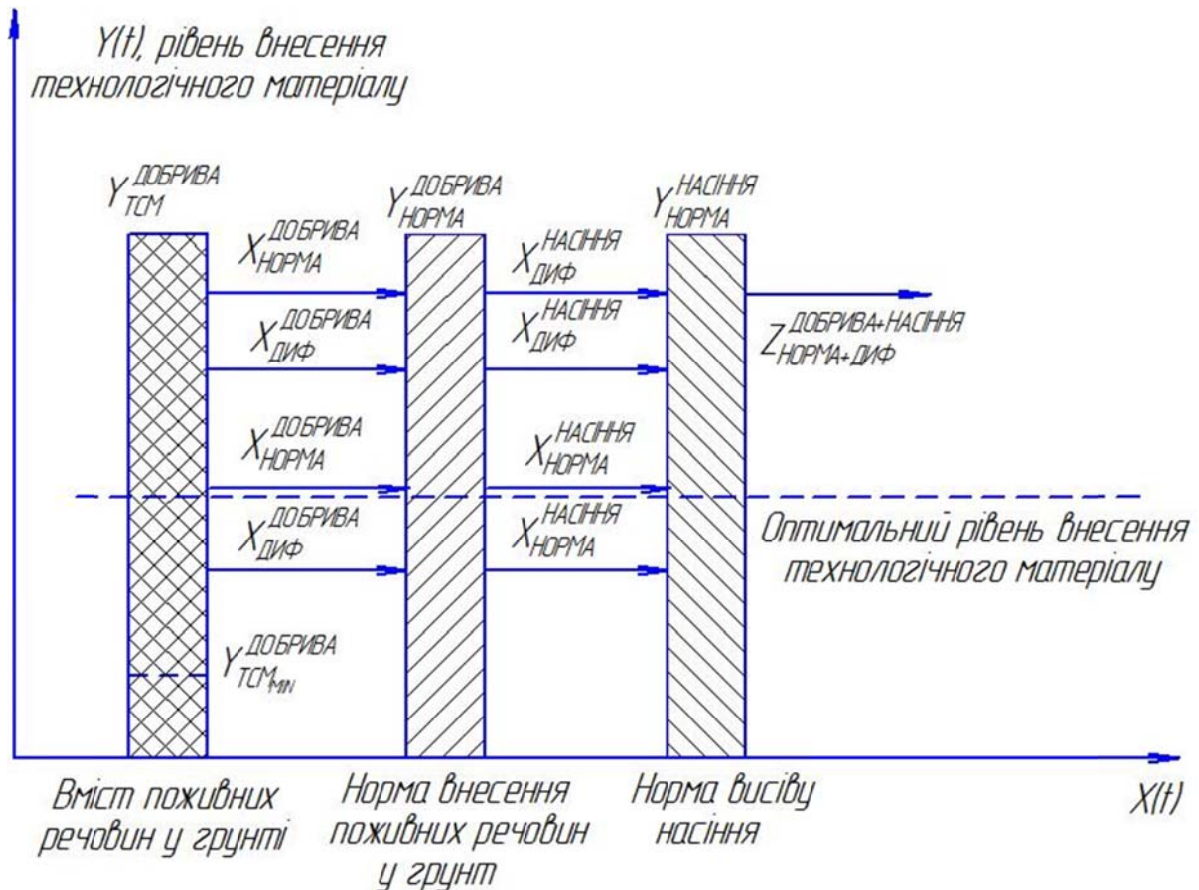 Y(t), рівень внесення
технологічного матеріалу
Y ДОБРИВА ТСМ
Y ДОБРИВА НОРМА
Y НАСІННЯ НОРМА
X ДОБРИВА НОРМА
X НАСІННЯ ДИФ
X ДОБРИВА ДИФ
X НАСІННЯ ДИФ
Z ДОБРИВА+НАСІННЯ НОРМА+ДИФ
X ДОБРИВА НОРМА
X НАСІННЯ НОРМА
X ДОБРИВА ДИФ
X НАСІННЯ НОРМА
Оптимальний рівень внесення
технологічного матеріалу
Y ДОБРИВА ТСМ MIN
Вміст поживних
речовин у грунті
Норма внесення
поживних речовин
у грунт
Норма висіву
насіння
X(t)